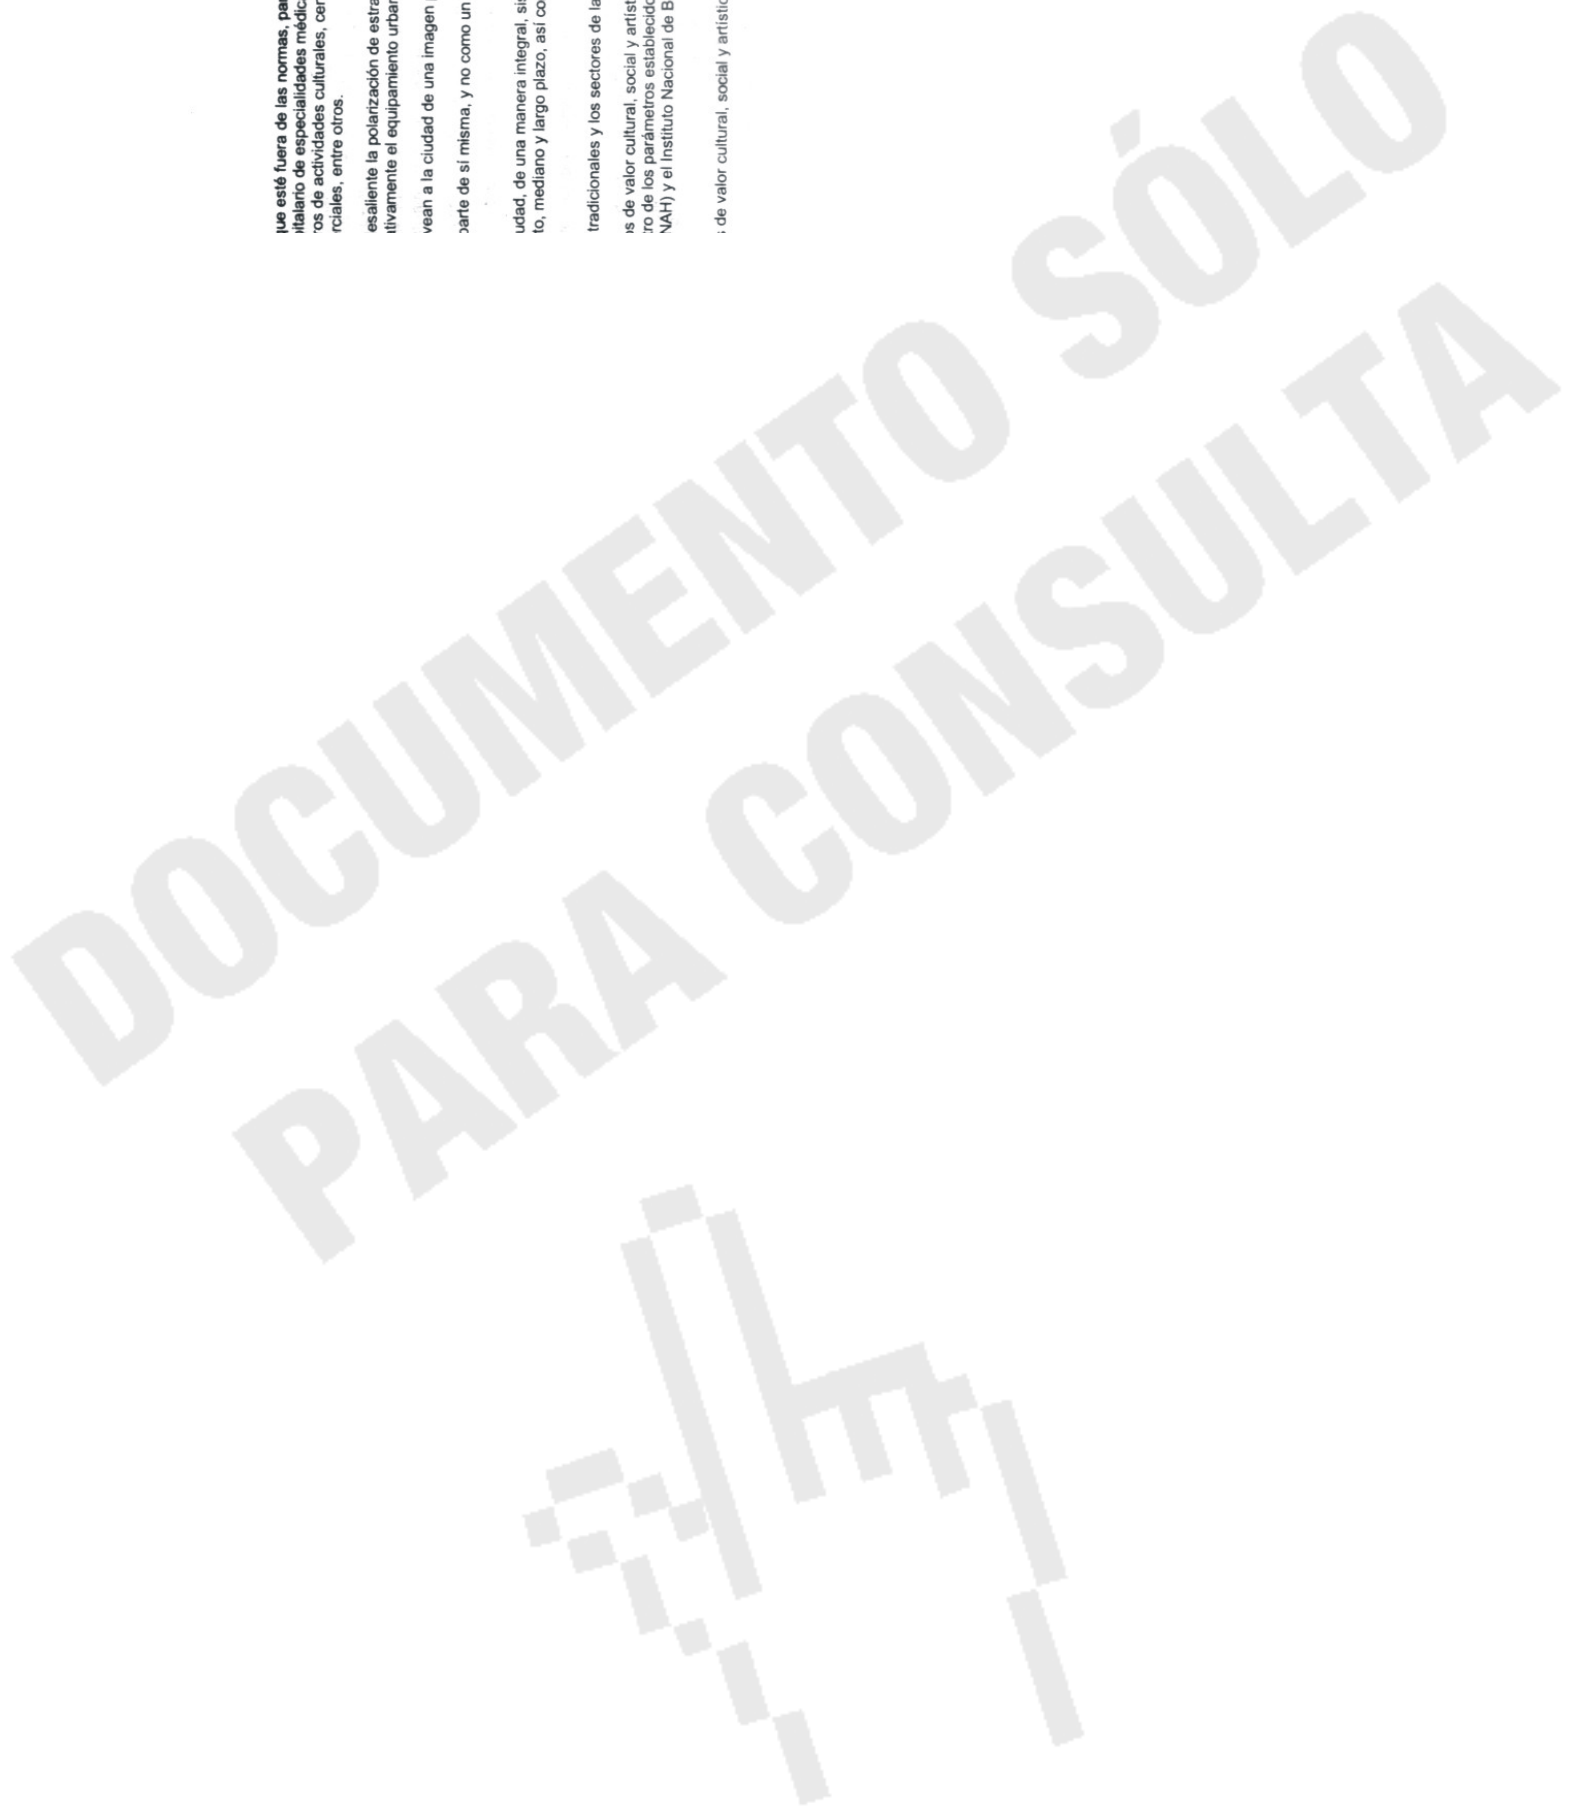 que esté fuera de las normas, par
pitalario de especialidades médic
ros de actividades culturales, cen
rciales, entre otros.
esaliente la polarización de estra
tivamente el equipamiento urban
vean a la ciudad de una imagen
parte de sí misma, y no como un
udad, de una manera integral, si
to, mediano y largo plazo, así co
tradicionales y los sectores de la
s de valor cultural, social y artíst
ro de los parámetros establecido
NAH) y el Instituto Nacional de B
de valor cultural, social y artístic
DOCUMENTO SÓLO
PARA CONSULTA